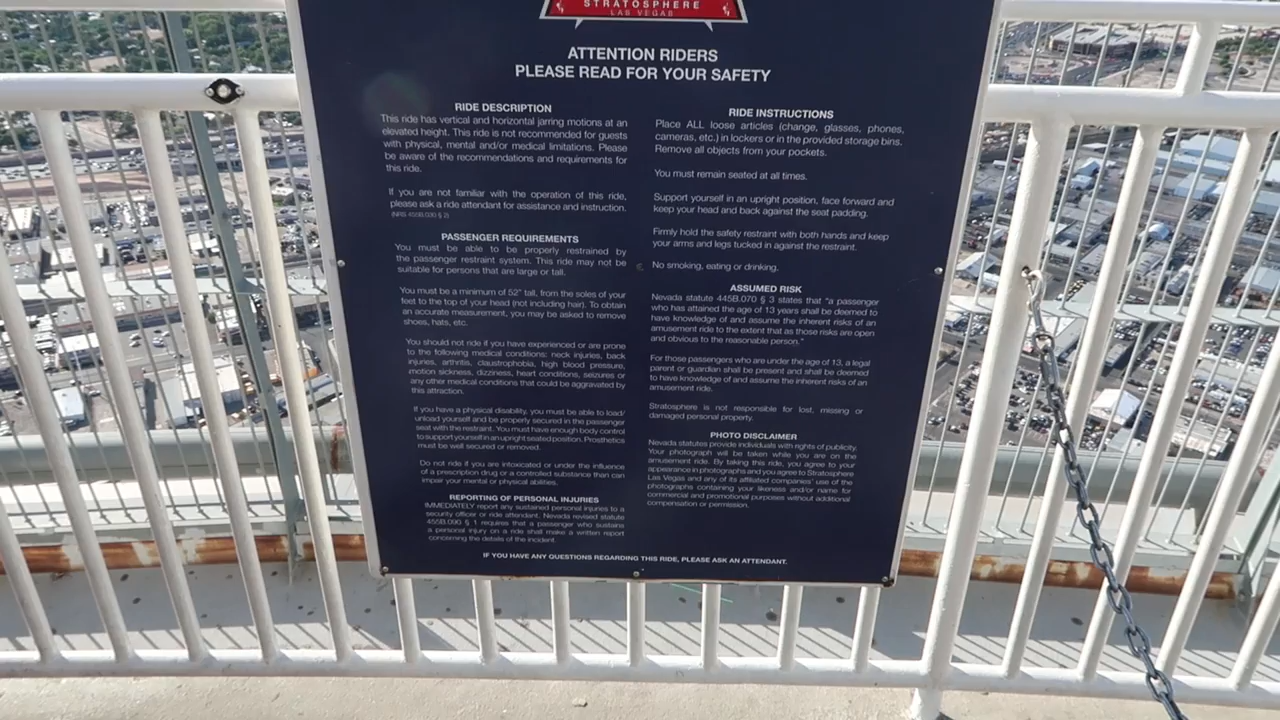 STRATOSPHERE
LAS VEGAS
ATTENTION RIDERS
PLEASE READ FOR YOUR SAFETY
RIDE DESCRIPTION
This ride has vertical and horizontal jarring motions at an
elevated height. This ride is not recommended for guests
with physical, mental and/or medical limitations. Please
be aware of the recommendations and requirements for
this ride.
If you are not familiar with the operation of this ride,
please ask a ride attendant for assistance and instruction.
(NRS 455B.030 § 2)
PASSENGER REQUIREMENTS
You must be able to be properly restrained by
the passenger restraint system. This ride may not be
suitable for persons that are large or tall.
You must be a minimum of 52" tall, from the soles of your
feet to the top of your head (not including hair). To obtain
an accurate measurement, you may be asked to remove
shoes, hats, etc.
You should not ride if you have experienced or are prone
to the following medical conditions: neck injuries, back
injuries, arthritis, claustrophobia, high blood pressure,
motion sickness, dizziness, heart conditions, seizures or
any other medical conditions that could be aggravated by
this attraction.
If you have a physical disability, you must be able to load/
unload yourself and be properly secured in the passenger
seat with the restraint. You must have enough body control
to support yourself in an upright seated position. Prosthetics
must be well secured or removed.
Do not ride if you are intoxicated or under the influence
of a prescription drug or a controlled substance than can
impair your mental or physical abilities.
REPORTING OF PERSONAL INJURIES
IMMEDIATELY report any sustained personal injuries to a
security officer or ride attendant. Nevada revised statute
455B.090 § 1 requires that a passenger who sustains
a personal injury on a ride shall make a written report
concerning the details of the incident.
RIDE INSTRUCTIONS
Place ALL loose articles (change, glasses, phones,
cameras, etc.) in lockers or in the provided storage bins.
Remove all objects from your pockets.
You must remain seated at all times.
Support yourself in an upright position, face forward and
keep your head and back against the seat padding.
Firmly hold the safety restraint with both hands and keep
your arms and legs tucked in against the restraint.
No smoking, eating or drinking.
ASSUMED RISK
Nevada statute 445B.070 § 3 states that "a passenger
who has attained the age of 13 years shall be deemed to
have knowledge of and assume the inherent risks of an
amusement ride to the extent that as those risks are open
and obvious to the reasonable person."
For those passengers who are under the age of 13, a legal
parent or guardian shall be present and shall be deemed
to have knowledge of and assume the inherent risks of an
amusement ride.
Stratosphere is not responsible for lost, missing or
damaged personal property.
PHOTO DISCLAIMER
Nevada statutes provide individuals with rights of publicity.
Your photograph will be taken while you are on the
amusement ride. By taking this ride, you agree to your
appearance in photographs and you agree to Stratosphere
Las Vegas and any of its affiliated companies' use of the
photographs containing your likeness and/or name for
commercial and promotional purposes without additional
compensation or permission.
IF YOU HAVE ANY QUESTIONS REGARDING THIS RIDE, PLEASE ASK AN ATTENDANT.